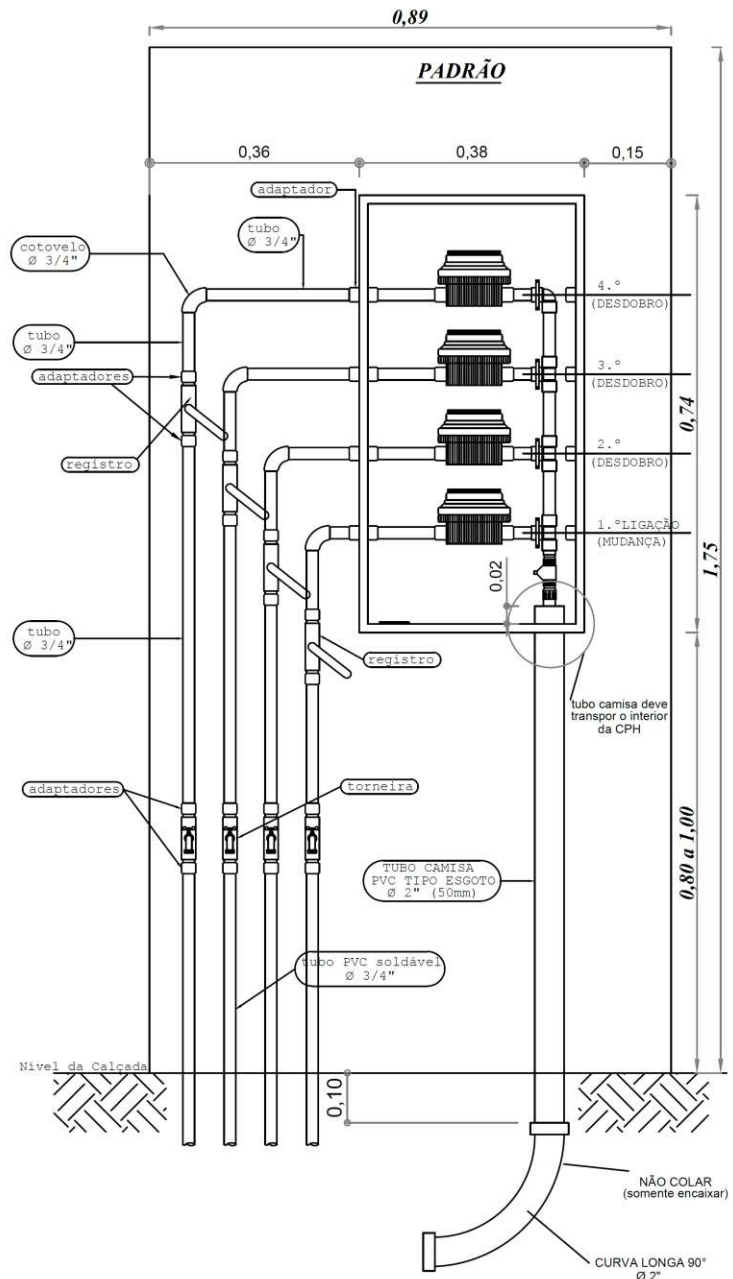 0,89
PADRÃO
0,36
0,38
0,15
adaptador
tubo
Ø 3/4"
cotovelo
Ø 3/4"
4.º
(DESDOBRO)
tubo
Ø 3/4"
adaptadores
3.º
(DESDOBRO)
0,74
registro
2.º
(DESDOBRO)
1.ºLIGAÇÃO
(MUDANÇA)
1,75
0,02
tubo
Ø 3/4"
registro
tubo camisa deve
transpor o interior
da CPH
adaptadores
torneira
0,80 a 1,00
TUBO CAMISA
PVC TIPO ESGOTO
Ø 2" (50mm)
tubo PVC soldável
Ø 3/4"
Nível da Calçada
0,10
NÃO COLAR
(somente encaixar)
CURVA LONGA 90°
Ø 2"